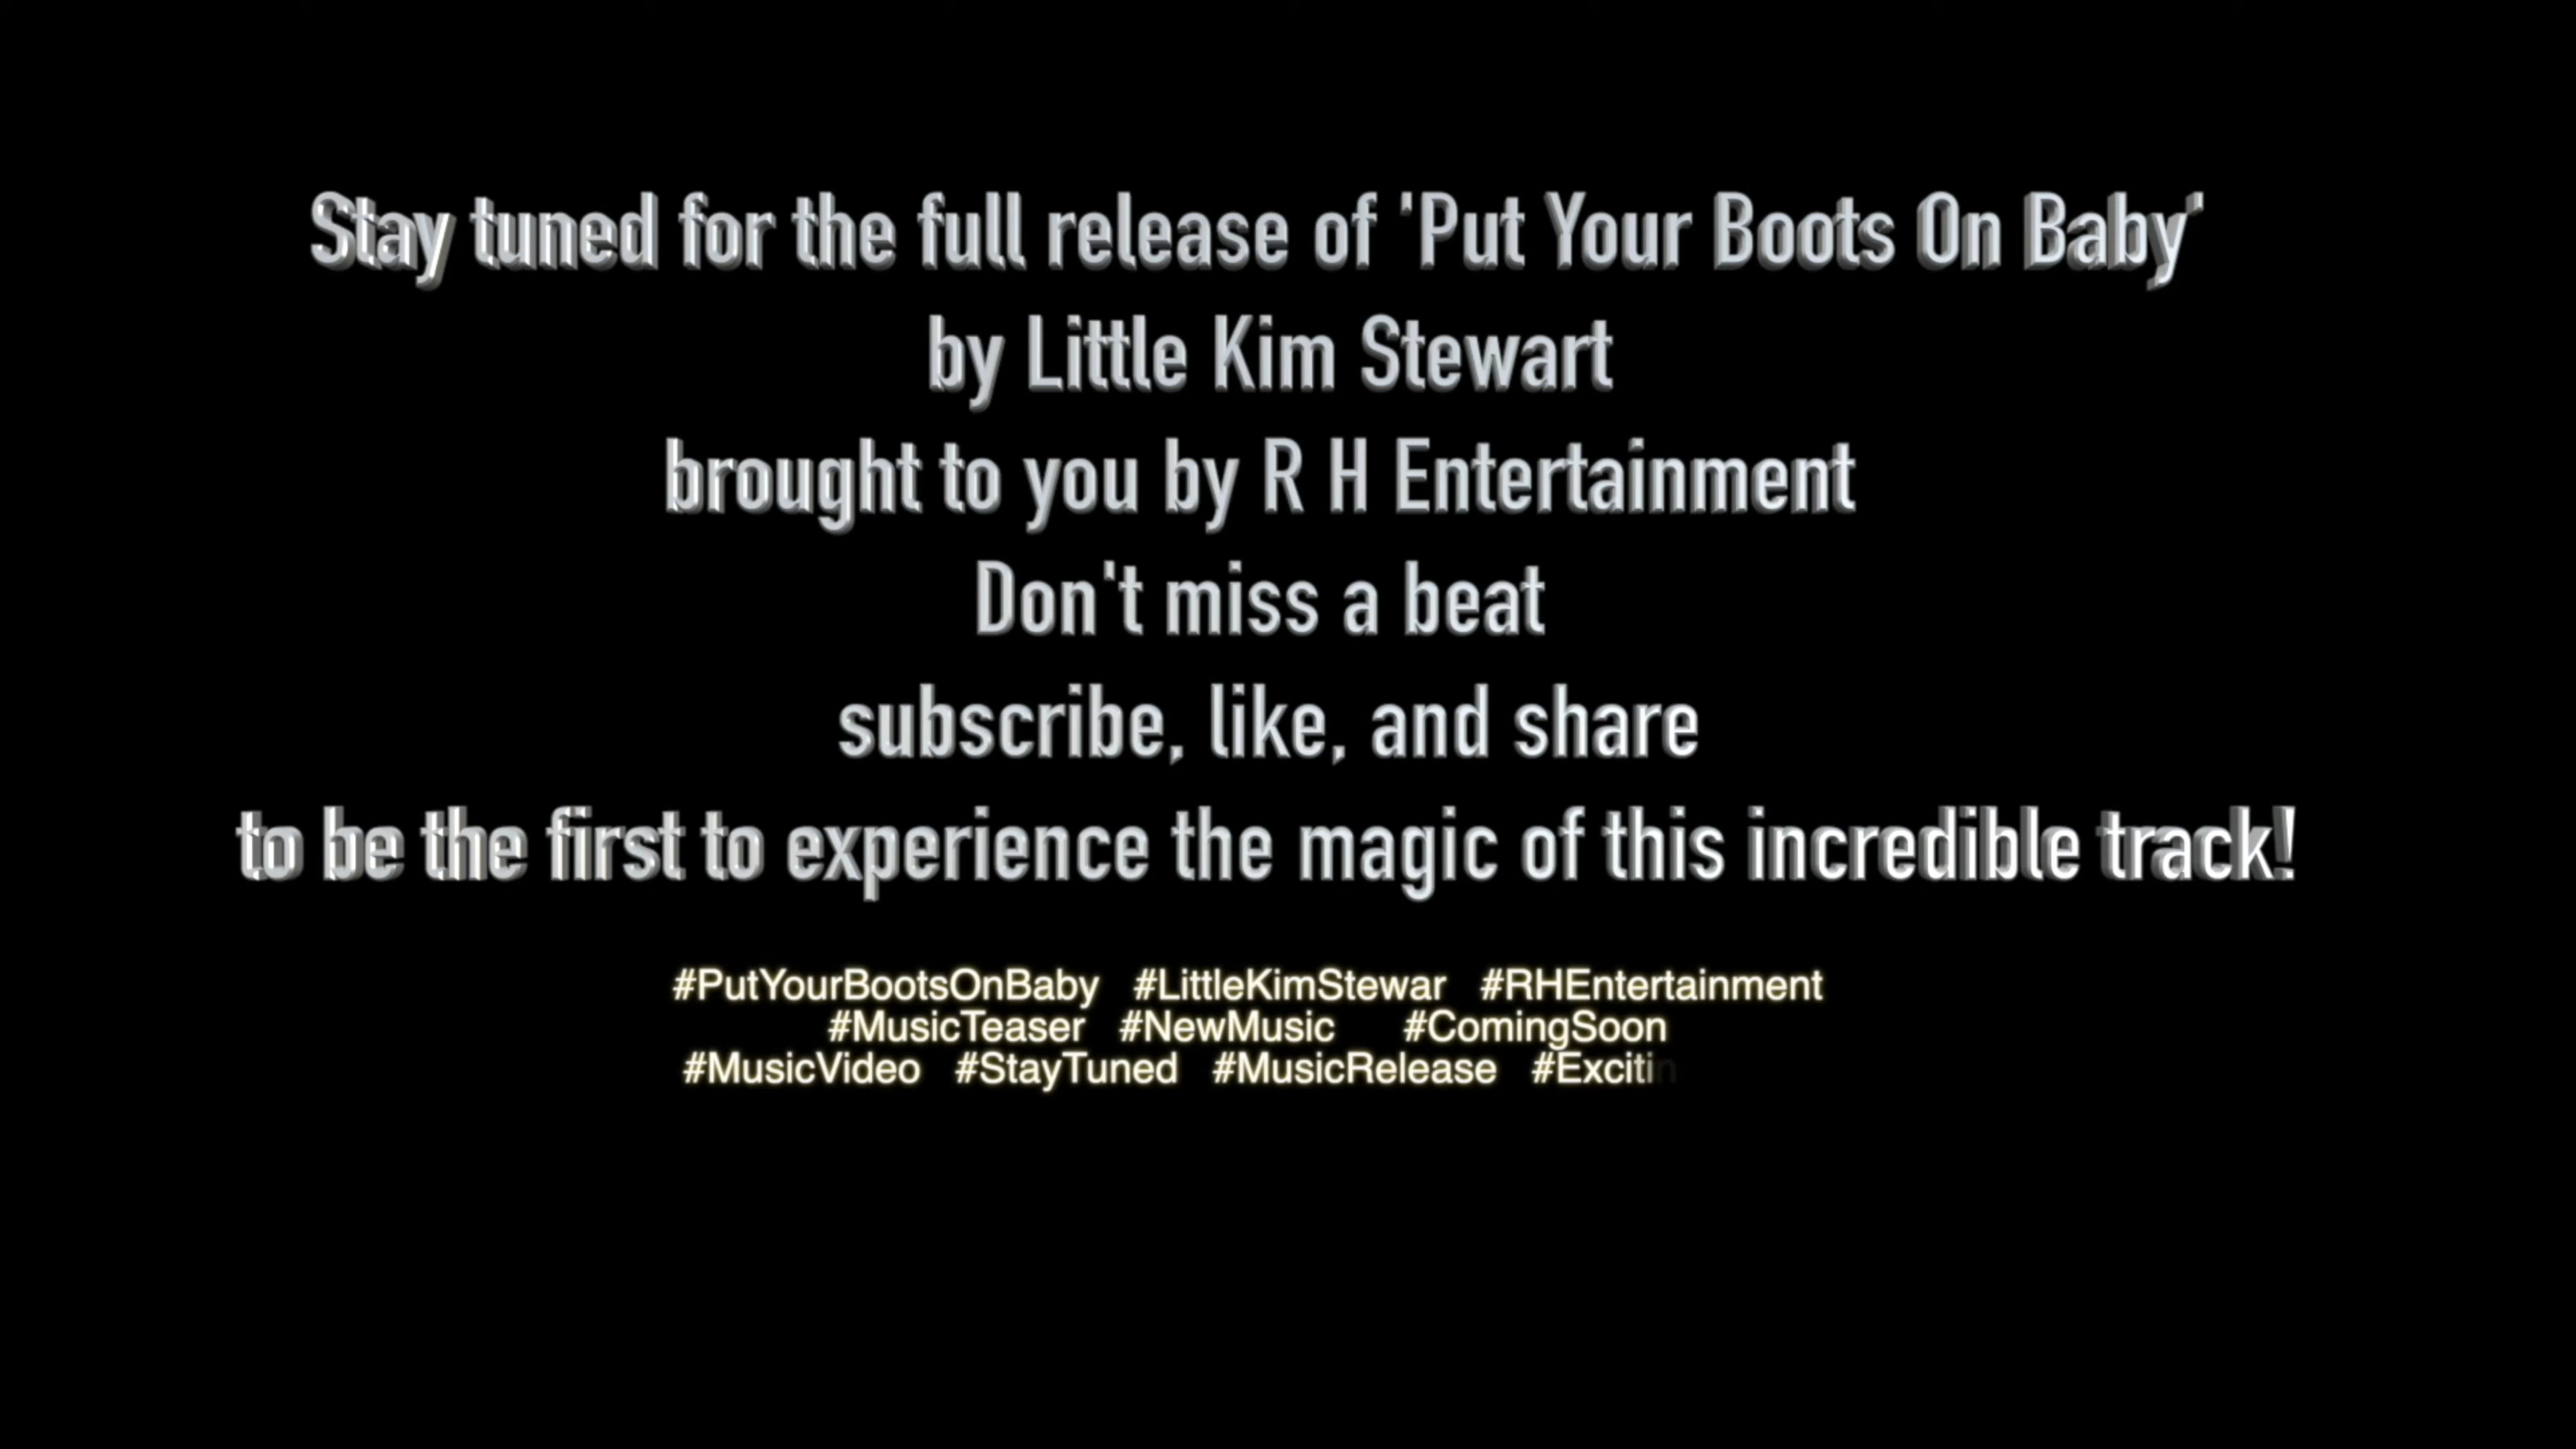 Stay tuned for the full release of 'Put Your Boots On Baby'
by Little Kim Stewart
brought to you by R H Entertainment
Don't miss a beat
subscribe, like, and share
to be the first to experience the magic of this incredible track!
#PutYourBootsOnBaby #LittleKimStewar #RHEntertainment
#MusicTeaser #NewMusic #ComingSoon
#MusicVideo #StayTuned #MusicRelease #Excitin